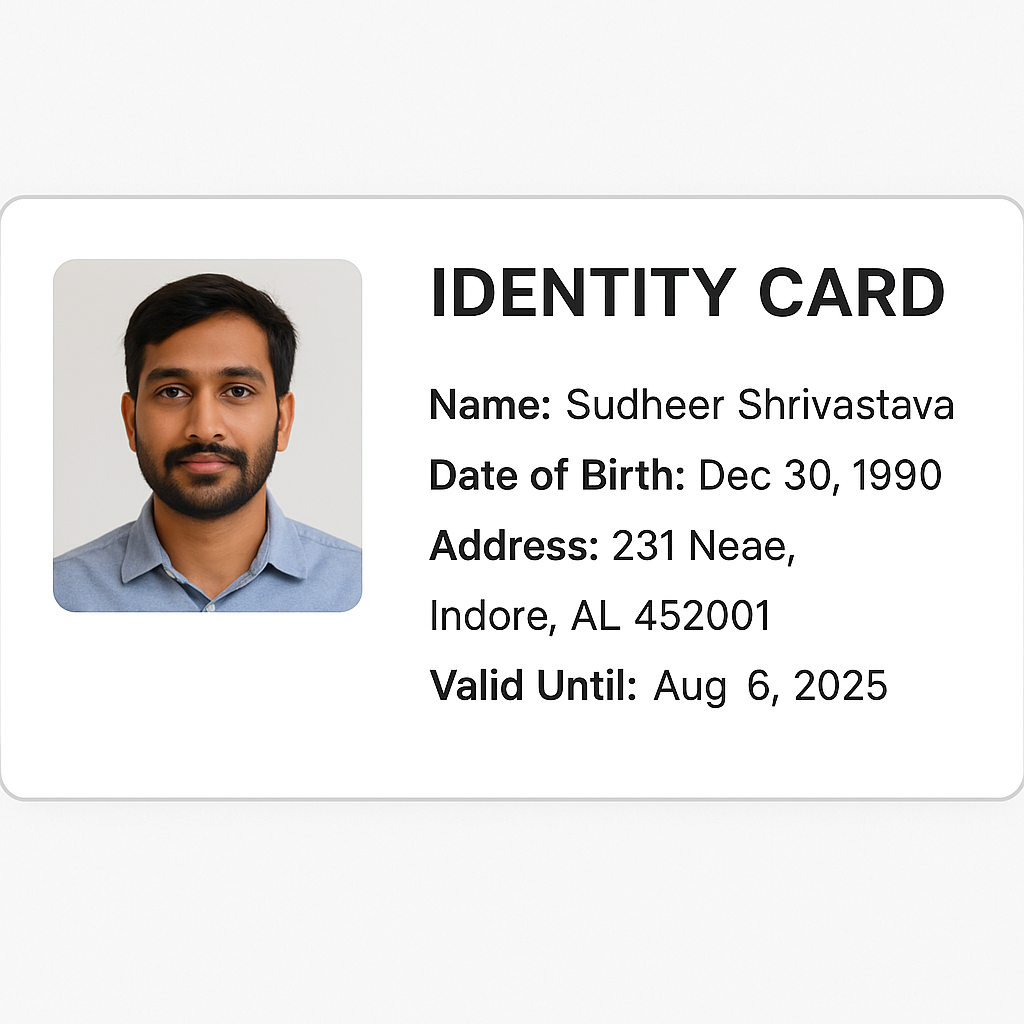 IDENTITY CARD
Name: Sudheer Shrivastava
Date of Birth: Dec 30, 1990
Address: 231 Neae,
Indore, AL 452001
Valid Until: Aug 6, 2025